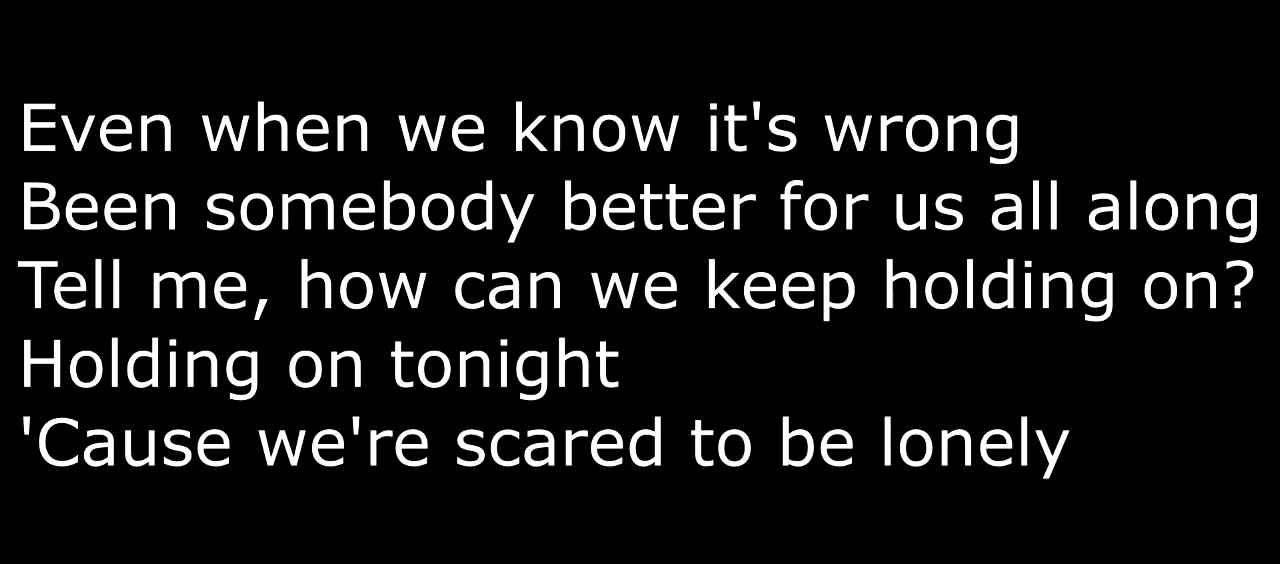 Even when we know it's wrong
Been somebody better for us all along
Tell me, how can we keep holding on?
Holding on tonight
'Cause we're scared to be lonely